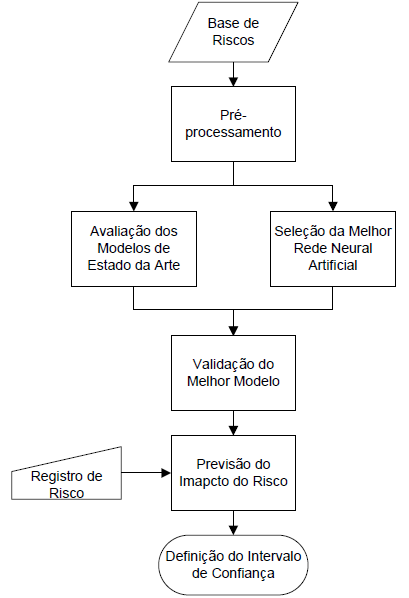 Base de
Riscos
Pré-
processamento
Avaliação dos
Modelos de
Estado da Arte
Seleção da Melhor
Rede Neural
Artificial
Validação do
Melhor Modelo
Registro de
Risco
Previsão do
Imapcto do Risco
Definição do Intervalo
de Confiança